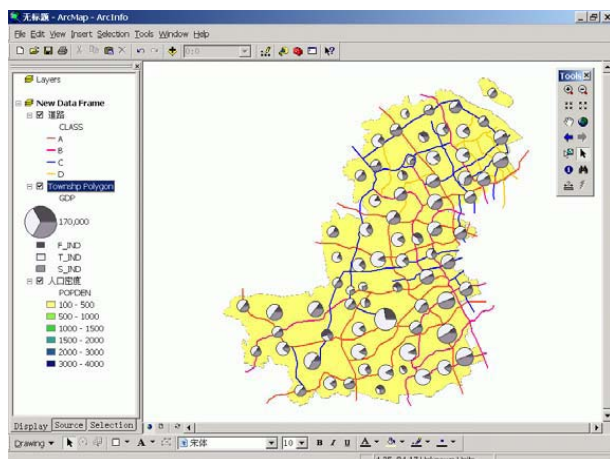 无标题 - ArcMap - ArcInfo
File Edit View Insert Selection Tools Window Help
Layers
New Data Frame
道路
CLASS
A
B
C
D
Townshp Polygon
GDP
170,000
F_IND
T_IND
S_IND
人口密度
POPDEN
100 - 500
500 - 1000
1000 - 1500
1500 - 2000
2000 - 3000
3000 - 4000
Tools
Display Source Selection
Drawing
A
宋体
10
B I U A